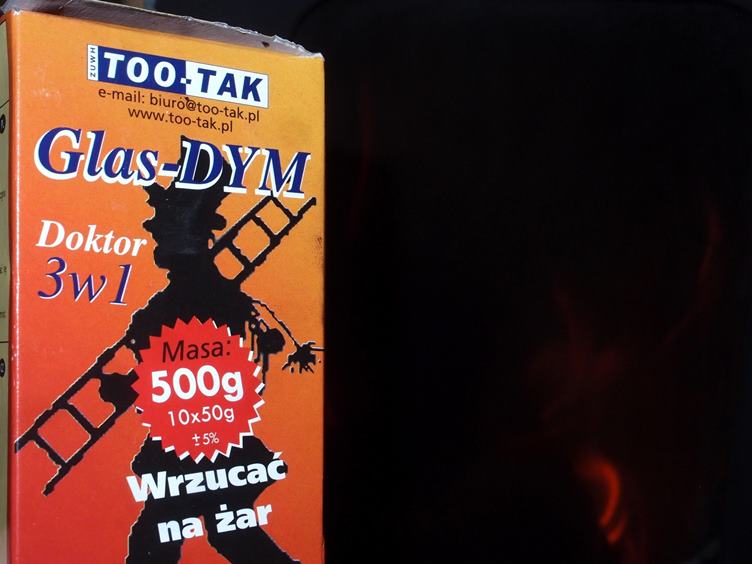 ZUWH
TOO-TAK
e-mail: biuro@too-tak.pl
www.too-tak.pl
Glas-DYM
Doktor
3w1
Masa:
500g
10x50g
±5%
Wrzucać
na żar